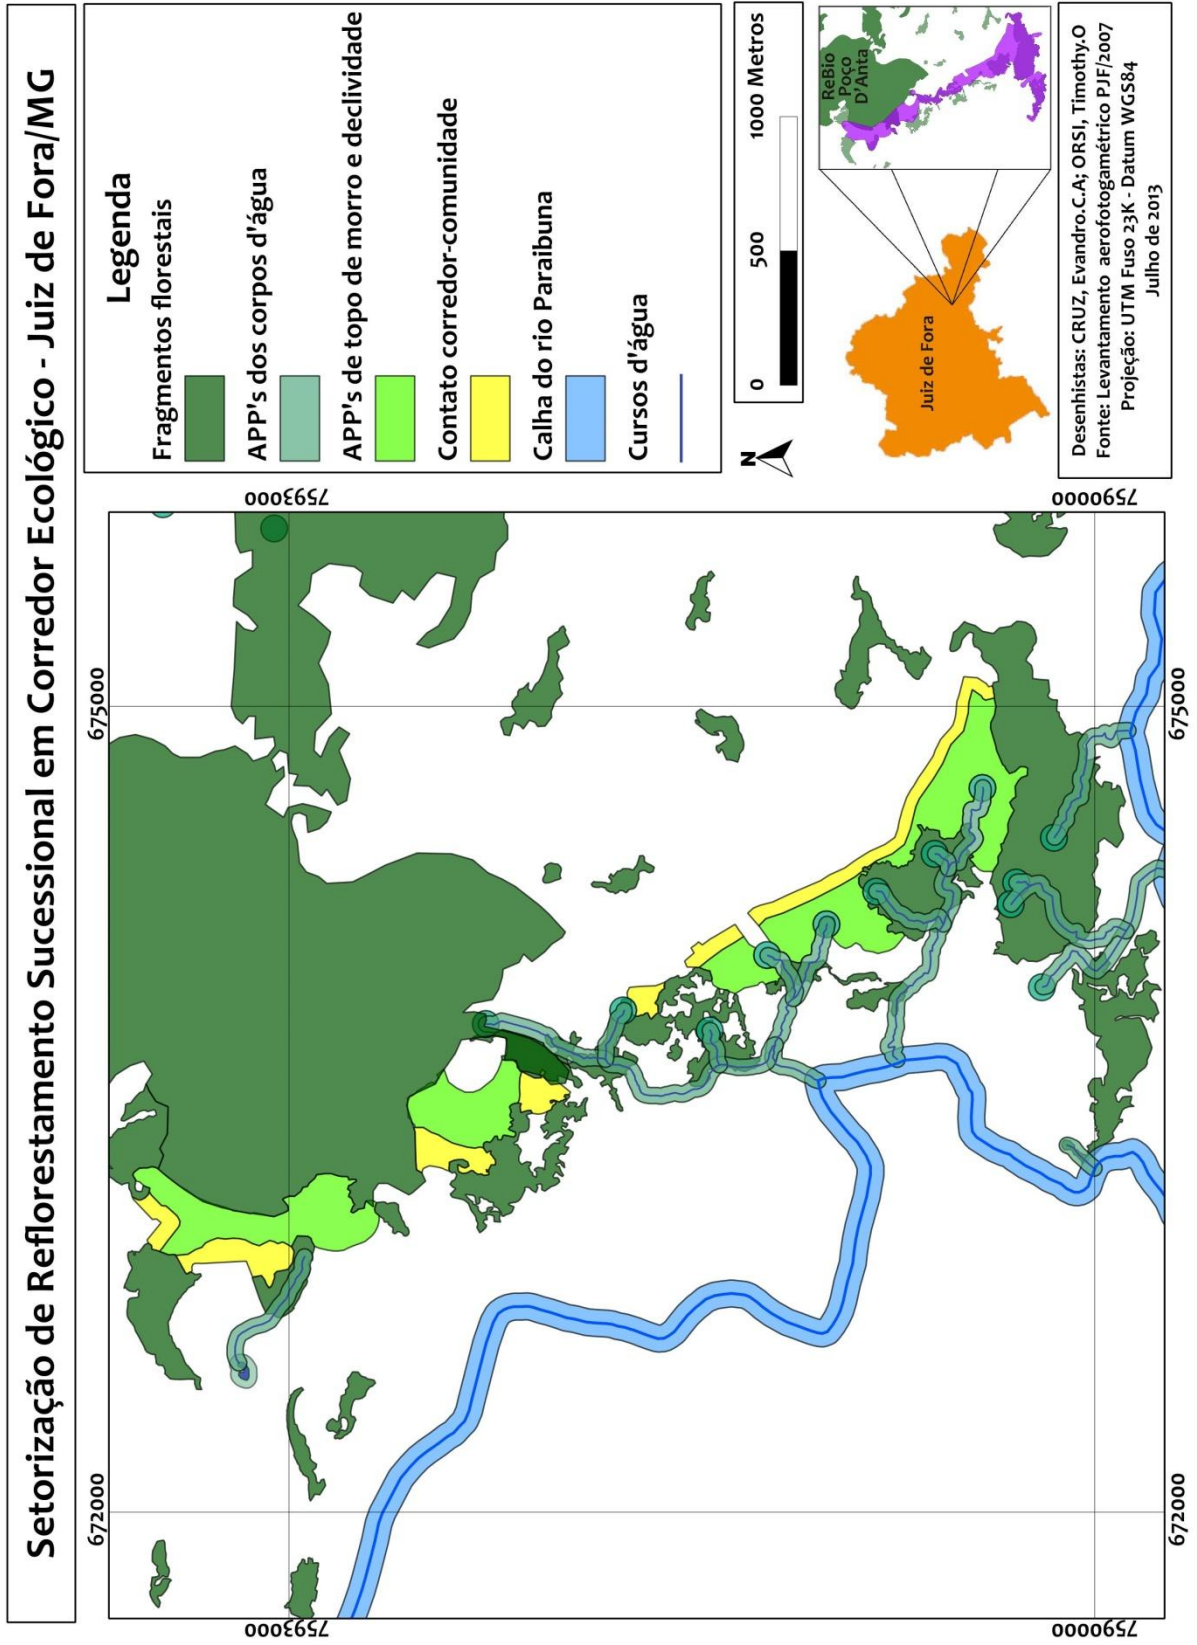 Setorização de Reflorestamento Sucessional em Corredor Ecológico - Juiz de Fora/MG
672000
675000
7593000
7593000
7590000
7590000
672000
675000
Legenda
Fragmentos florestais
APP's dos corpos d'água
APP's de topo de morro e declividade
Contato corredor-comunidade
Calha do rio Paraibuna
Cursos d'água
N
0
500
1000 Metros
Juiz de Fora
ReBio
Poço
D'Anta
Desenhistas: CRUZ, Evandro.C.A; ORSI, Timothy.O
Fonte: Levantamento aerofotogamétrico PJF/2007
Projeção: UTM Fuso 23K - Datum WGS84
Julho de 2013